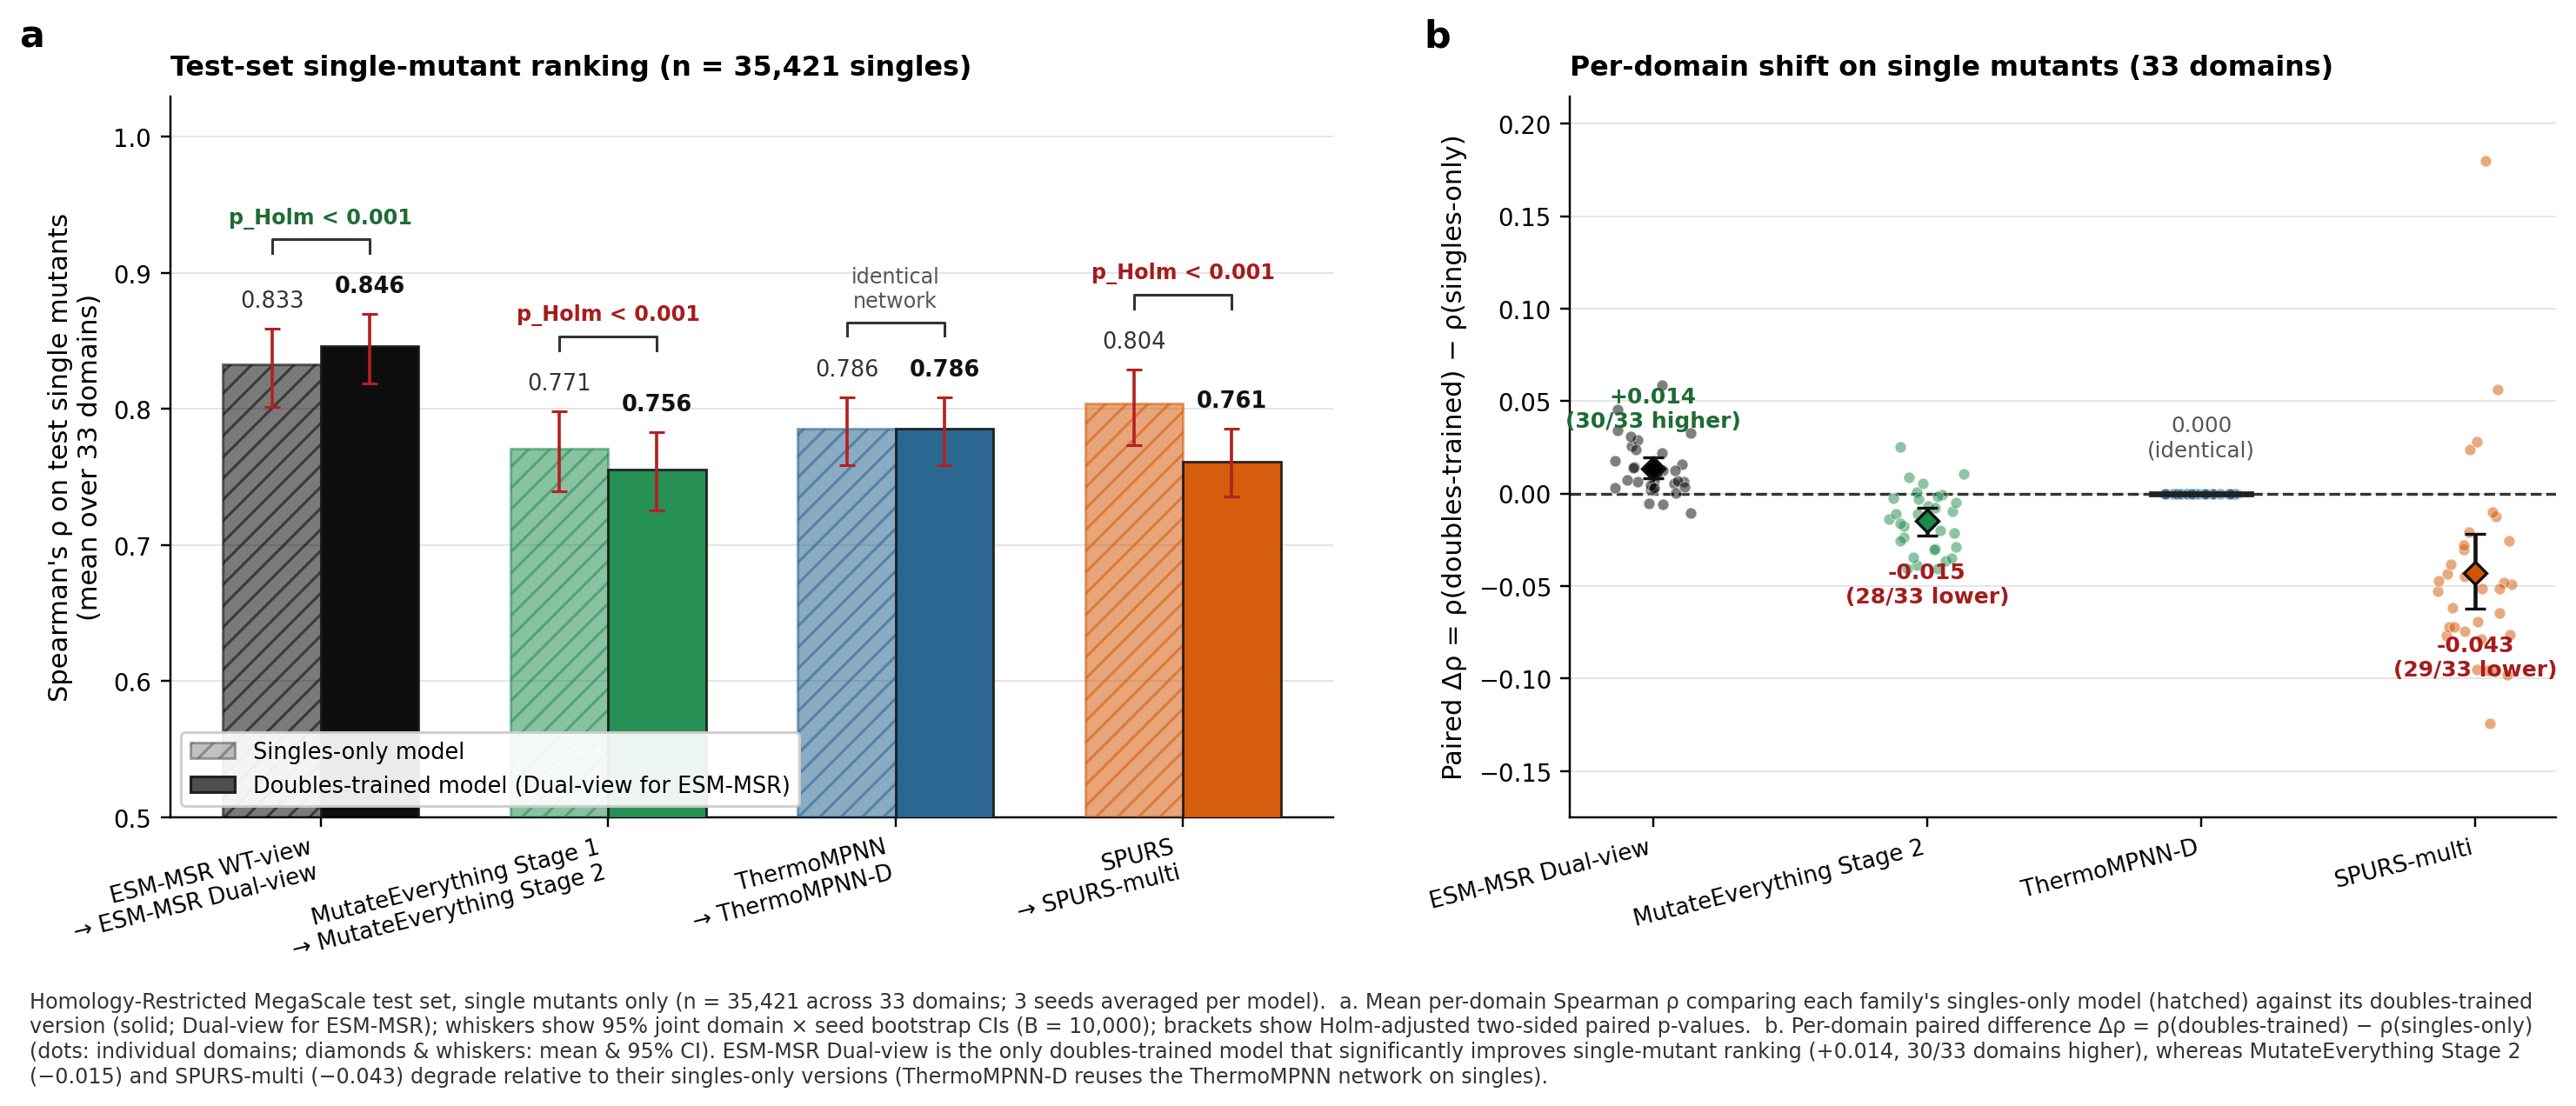 a
Test-set single-mutant ranking (n = 35,421 singles)
Spearman's ρ on test single mutants
(mean over 33 domains)
1.0
0.9
0.8
0.7
0.6
0.5
p_Holm < 0.001
0.833
0.846
p_Holm < 0.001
0.771
0.756
identical
network
0.786
0.786
p_Holm < 0.001
0.804
0.761
Singles-only model
Doubles-trained model (Dual-view for ESM-MSR)
ESM-MSR WT-view
→ ESM-MSR Dual-view
MutateEverything Stage 1
→ MutateEverything Stage 2
ThermoMPNN
→ ThermoMPNN-D
SPURS
→ SPURS-multi
b
Per-domain shift on single mutants (33 domains)
Paired Δρ = ρ(doubles-trained) − ρ(singles-only)
0.20
0.15
0.10
0.05
0.00
−0.05
−0.10
−0.15
+0.014
(30/33 higher)
-0.015
(28/33 lower)
0.000
(identical)
-0.043
(29/33 lower)
ESM-MSR Dual-view
MutateEverything Stage 2
ThermoMPNN-D
SPURS-multi
Homology-Restricted MegaScale test set, single mutants only (n = 35,421 across 33 domains; 3 seeds averaged per model).  a. Mean per-domain Spearman ρ comparing each family's singles-only model (hatched) against its doubles-trained
version (solid; Dual-view for ESM-MSR); whiskers show 95% joint domain × seed bootstrap CIs (B = 10,000); brackets show Holm-adjusted two-sided paired p-values.  b. Per-domain paired difference Δρ = ρ(doubles-trained) − ρ(singles-only)
(dots: individual domains; diamonds & whiskers: mean & 95% CI). ESM-MSR Dual-view is the only doubles-trained model that significantly improves single-mutant ranking (+0.014, 30/33 domains higher), whereas MutateEverything Stage 2
(−0.015) and SPURS-multi (−0.043) degrade relative to their singles-only versions (ThermoMPNN-D reuses the ThermoMPNN network on singles).